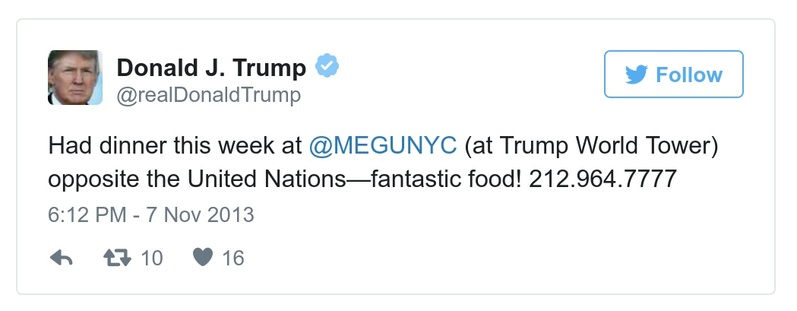 Donald J. Trump
@realDonaldTrump
Follow
Had dinner this week at @MEGUNYC (at Trump World Tower)
opposite the United Nations—fantastic food! 212.964.7777
6:12 PM - 7 Nov 2013
10 16